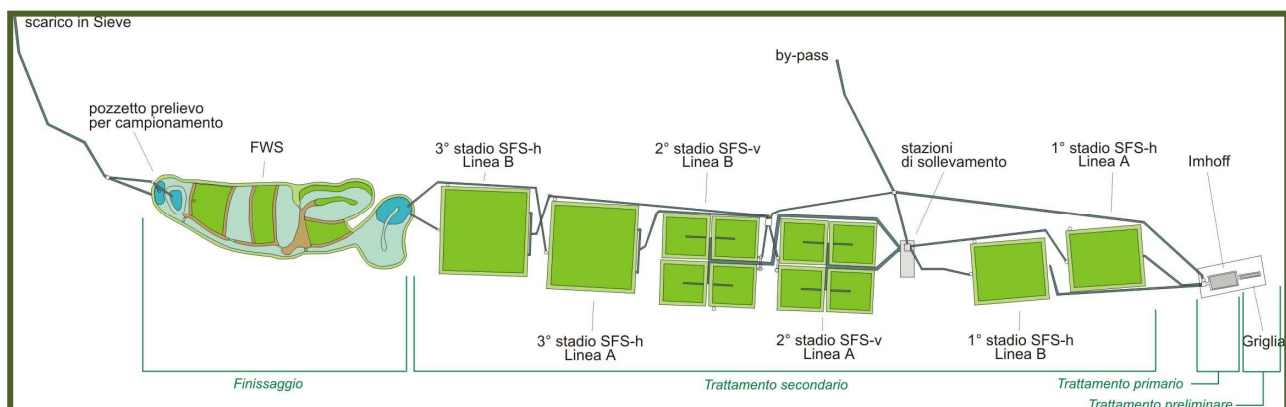 scarico in Sieve
pozzetto prelievo
per campionamento
FWS
3° stadio SFS-h
Linea B
2° stadio SFS-v
Linea B
by-pass
stazioni
di sollevamento
1° stadio SFS-h
Linea A
Imhoff
3° stadio SFS-h
Linea A
2° stadio SFS-v
Linea A
1° stadio SFS-h
Linea B
Griglia
Finissaggio
Trattamento secondario
Trattamento primario
Trattamento preliminare